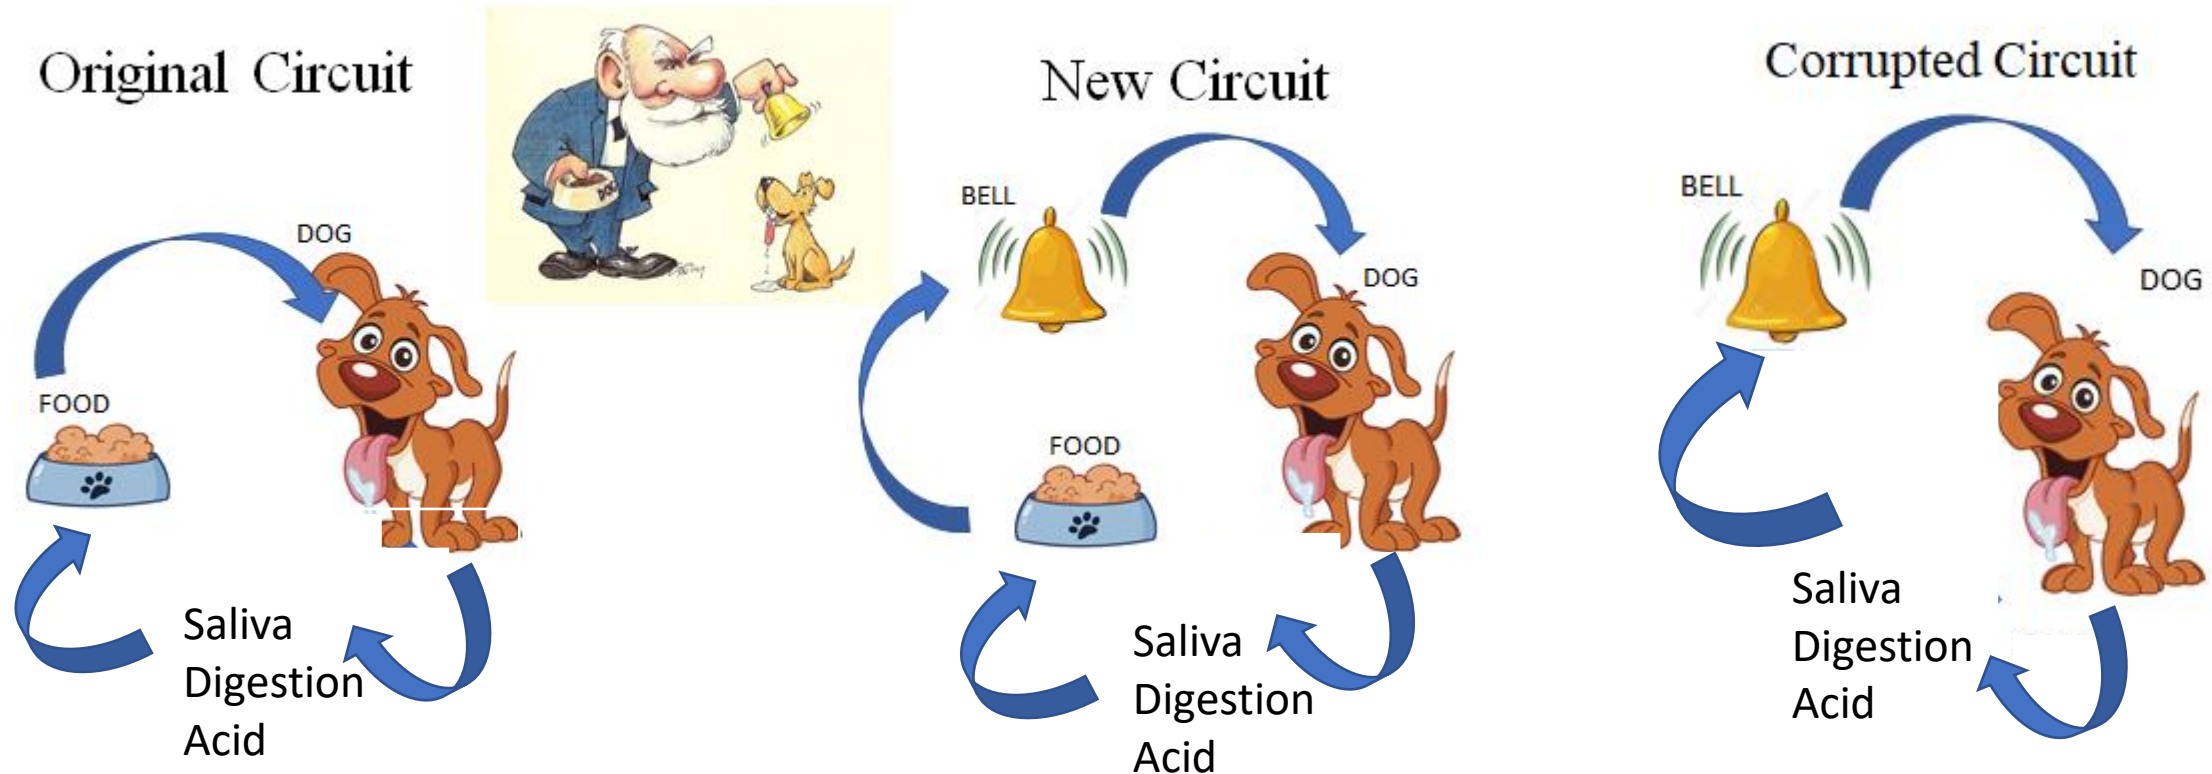 Original Circuit
DOG
FOOD
Saliva
Digestion
Acid
DOG
New Circuit
BELL
DOG
FOOD
Saliva
Digestion
Acid
Corrupted Circuit
BELL
DOG
Saliva
Digestion
Acid